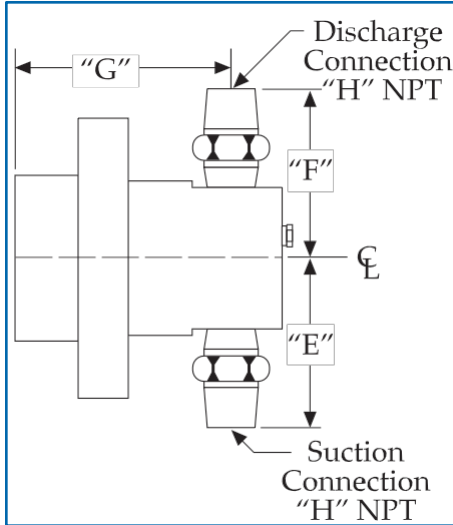 Discharge
Connection
“H” NPT
“G”
“F”
℄
“E”
Suction
Connection
“H” NPT